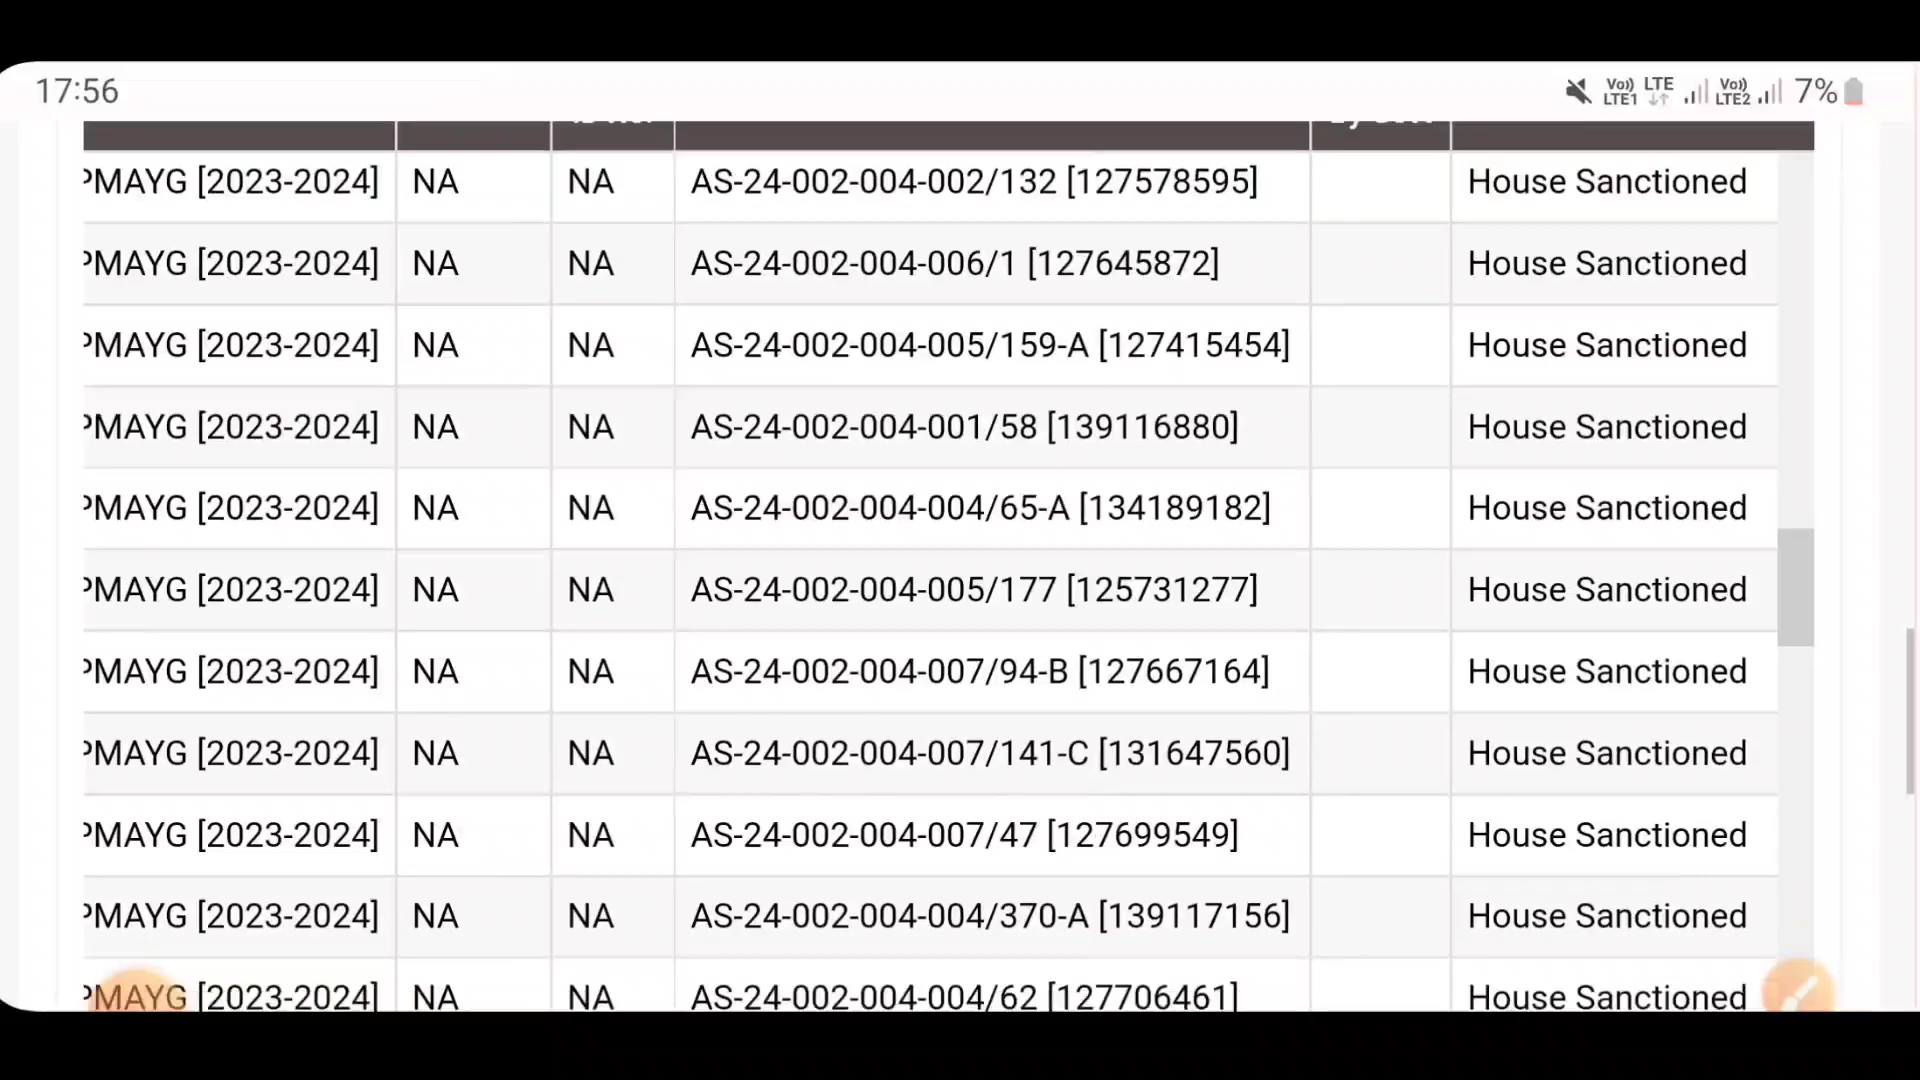 17:56 Vo)) LTE1 LTE Vo)) LTE2 7%
PMAYG [2023-2024] NA NA AS-24-002-004-002/132 [127578595] House Sanctioned
PMAYG [2023-2024] NA NA AS-24-002-004-006/1 [127645872] House Sanctioned
PMAYG [2023-2024] NA NA AS-24-002-004-005/159-A [127415454] House Sanctioned
PMAYG [2023-2024] NA NA AS-24-002-004-001/58 [139116880] House Sanctioned
PMAYG [2023-2024] NA NA AS-24-002-004-004/65-A [134189182] House Sanctioned
PMAYG [2023-2024] NA NA AS-24-002-004-005/177 [125731277] House Sanctioned
PMAYG [2023-2024] NA NA AS-24-002-004-007/94-B [127667164] House Sanctioned
PMAYG [2023-2024] NA NA AS-24-002-004-007/141-C [131647560] House Sanctioned
PMAYG [2023-2024] NA NA AS-24-002-004-007/47 [127699549] House Sanctioned
PMAYG [2023-2024] NA NA AS-24-002-004-004/370-A [139117156] House Sanctioned
PMAYG [2023-2024] NA NA AS-24-002-004-004/62 [127706461] House Sanctioned